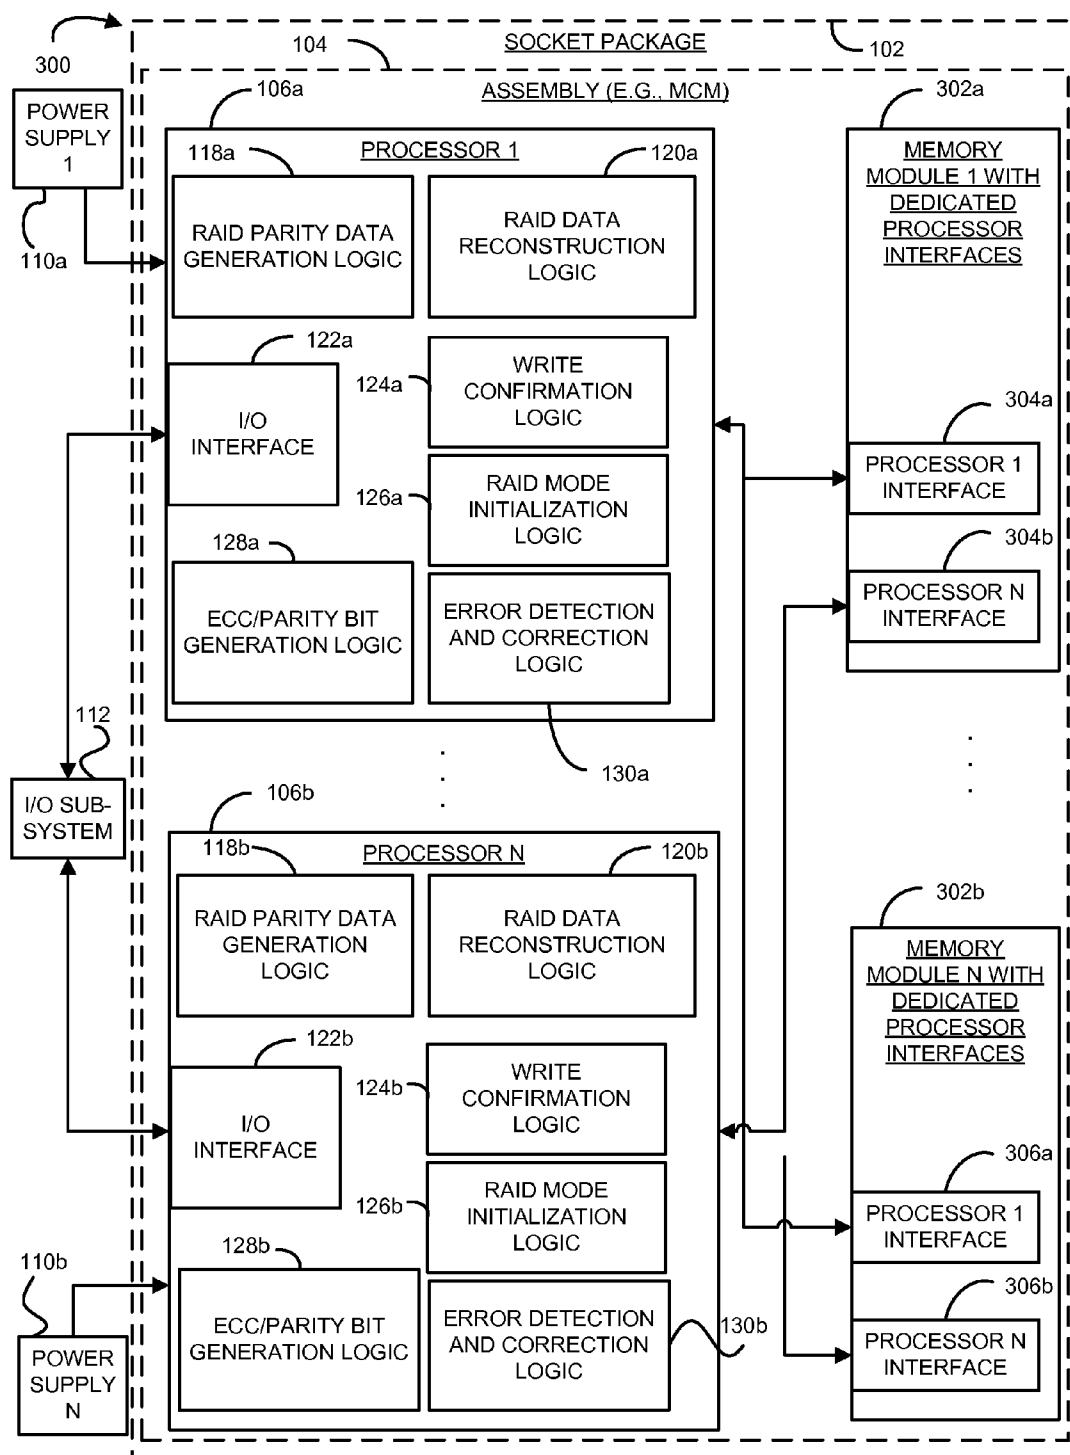 300
SOCKET PACKAGE
102
104
ASSEMBLY (E.G., MCM)
POWER
SUPPLY
1
110a
106a
PROCESSOR 1
118a
120a
RAID PARITY DATA
GENERATION LOGIC
RAID DATA
RECONSTRUCTION
LOGIC
122a
I/O
INTERFACE
124a
WRITE
CONFIRMATION
LOGIC
126a
RAID MODE
INITIALIZATION
LOGIC
128a
ECC/PARITY BIT
GENERATION LOGIC
ERROR DETECTION
AND CORRECTION
LOGIC
130a
302a
MEMORY
MODULE 1 WITH
DEDICATED
PROCESSOR
INTERFACES
304a
PROCESSOR 1
INTERFACE
304b
PROCESSOR N
INTERFACE
112
I/O SUB-
SYSTEM
106b
PROCESSOR N
118b
120b
RAID PARITY DATA
GENERATION
LOGIC
RAID DATA
RECONSTRUCTION
LOGIC
122b
I/O
INTERFACE
124b
WRITE
CONFIRMATION
LOGIC
126b
RAID MODE
INITIALIZATION
LOGIC
128b
ECC/PARITY BIT
GENERATION LOGIC
ERROR DETECTION
AND CORRECTION
LOGIC
130b
302b
MEMORY
MODULE N WITH
DEDICATED
PROCESSOR
INTERFACES
306a
PROCESSOR 1
INTERFACE
306b
PROCESSOR N
INTERFACE
110b
POWER
SUPPLY
N